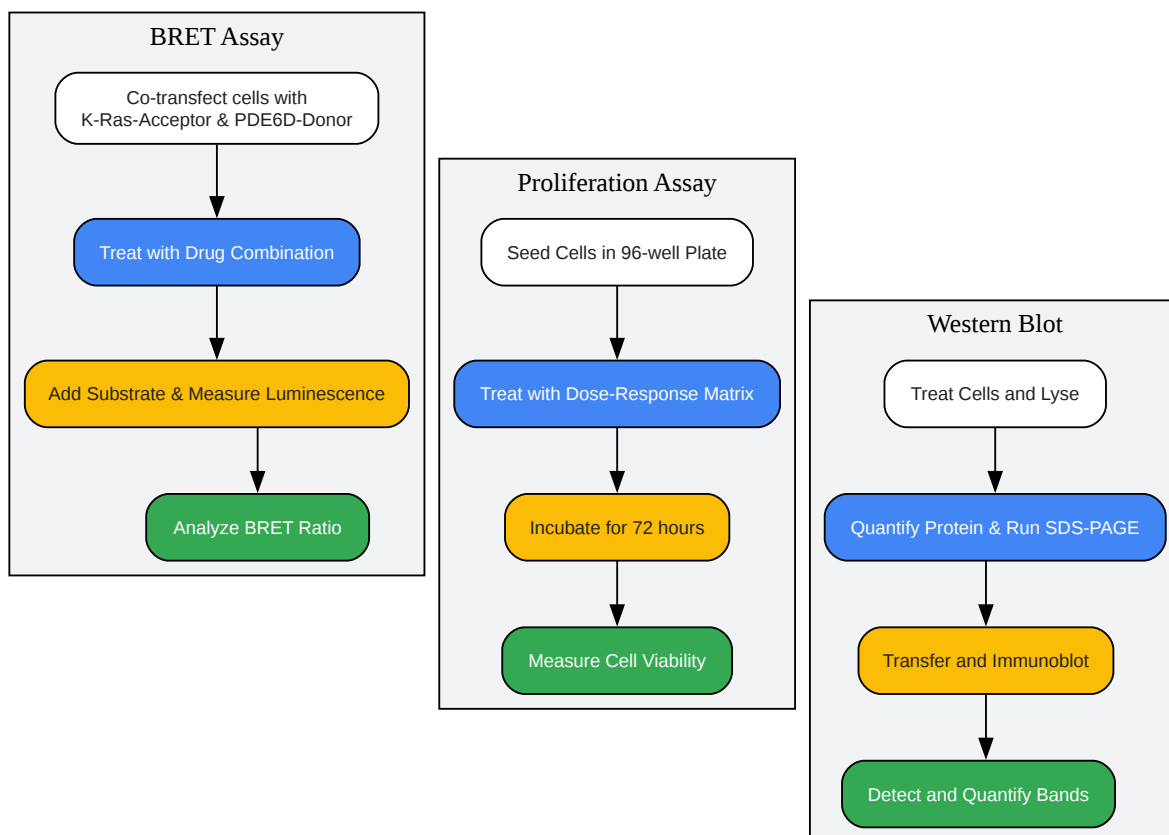 BRET Assay
Co-transfect cells with
K-Ras-Acceptor & PDE6D-Donor
Treat with Drug Combination
Add Substrate & Measure Luminescence
Analyze BRET Ratio
Proliferation Assay
Seed Cells in 96-well Plate
Treat with Dose-Response Matrix
Incubate for 72 hours
Measure Cell Viability
Western Blot
Treat Cells and Lyse
Quantify Protein & Run SDS-PAGE
Transfer and Immunoblot
Detect and Quantify Bands